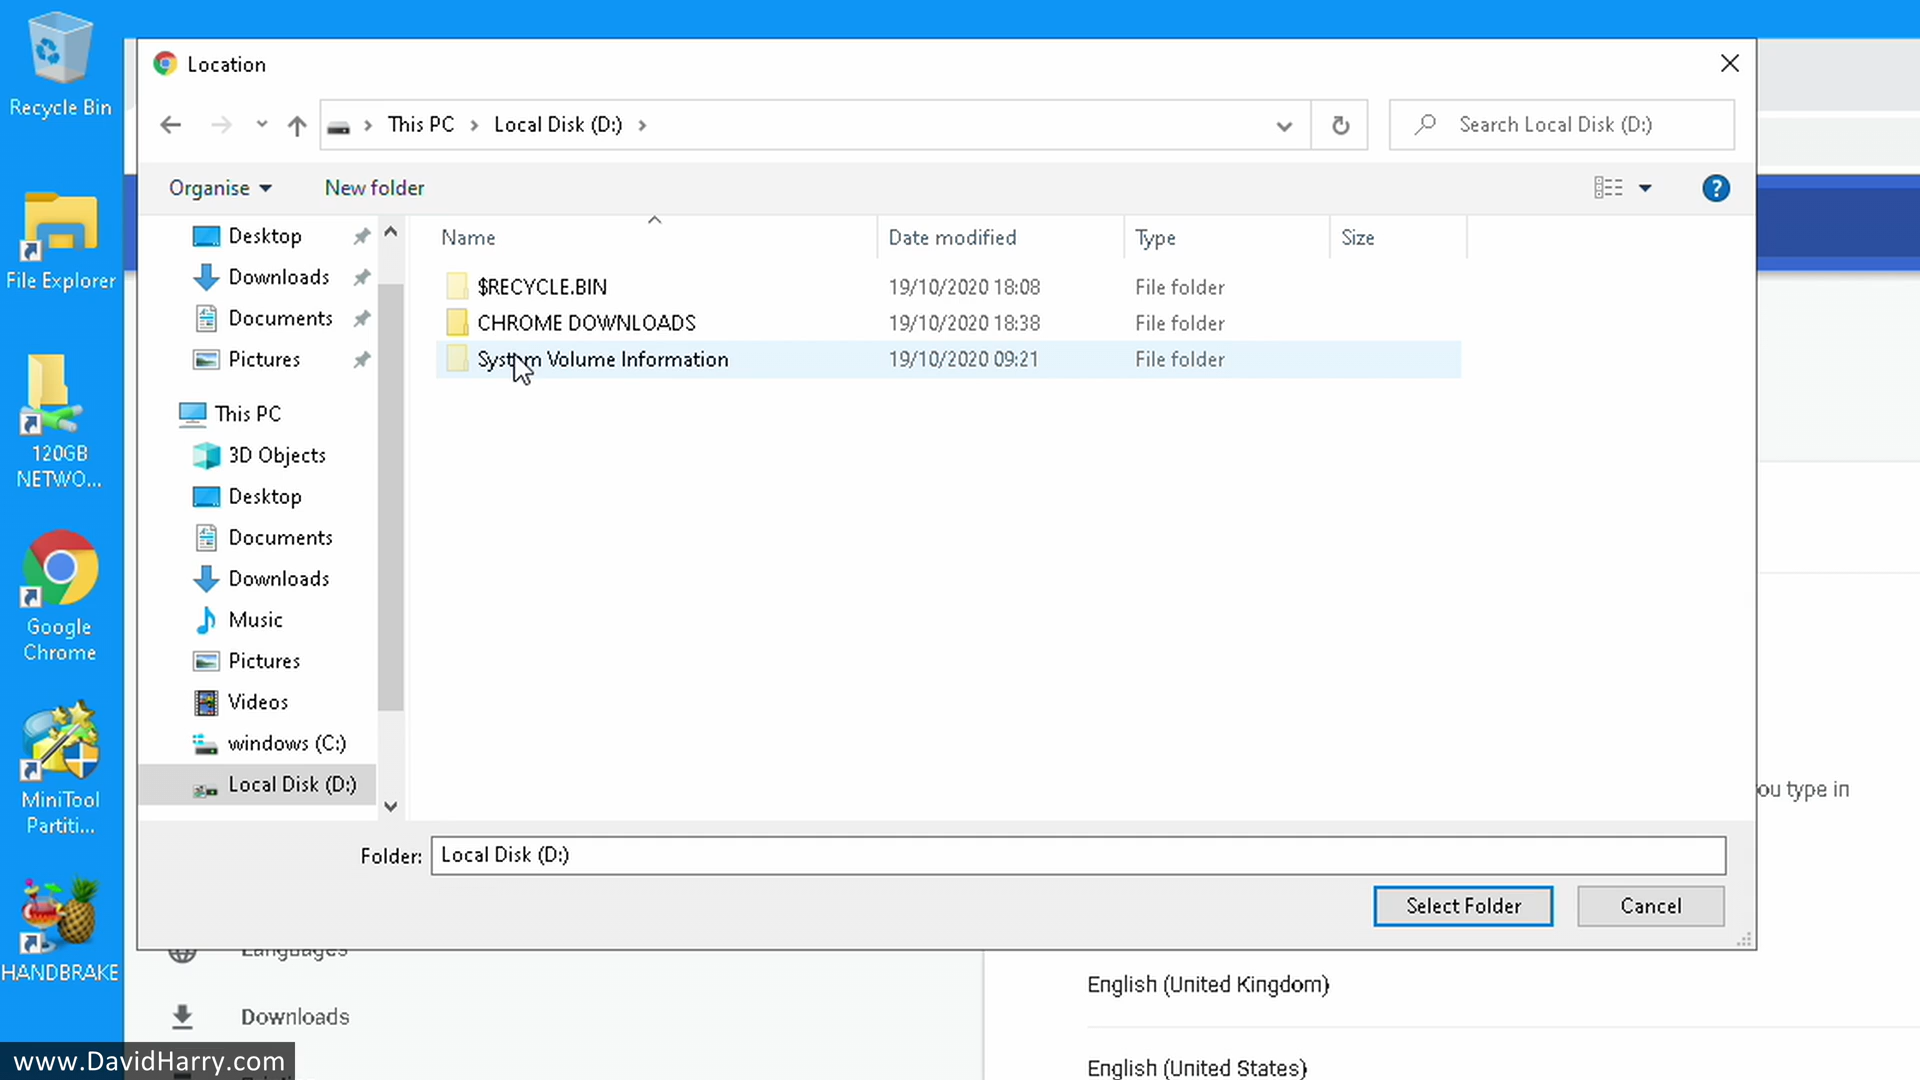 Recycle Bin
File Explorer
120GB
NETWO...
Google
Chrome
MiniTool
Partiti...
HANDBRAKE
Location
This PC
Local Disk (D:)
Search Local Disk (D:)
Organise
New folder
?
Desktop
Downloads
Documents
Pictures
This PC
3D Objects
Desktop
Documents
Downloads
Music
Pictures
Videos
windows (C:)
Local Disk (D:)
Name Date modified Type Size
$RECYCLE.BIN 19/10/2020 18:08 File folder
CHROME DOWNLOADS 19/10/2020 18:38 File folder
System Volume Information 19/10/2020 09:21 File folder
Folder: Local Disk (D:)
Select Folder Cancel
ou type in
Languages
Downloads
English (United Kingdom)
English (United States)
www.DavidHarry.com